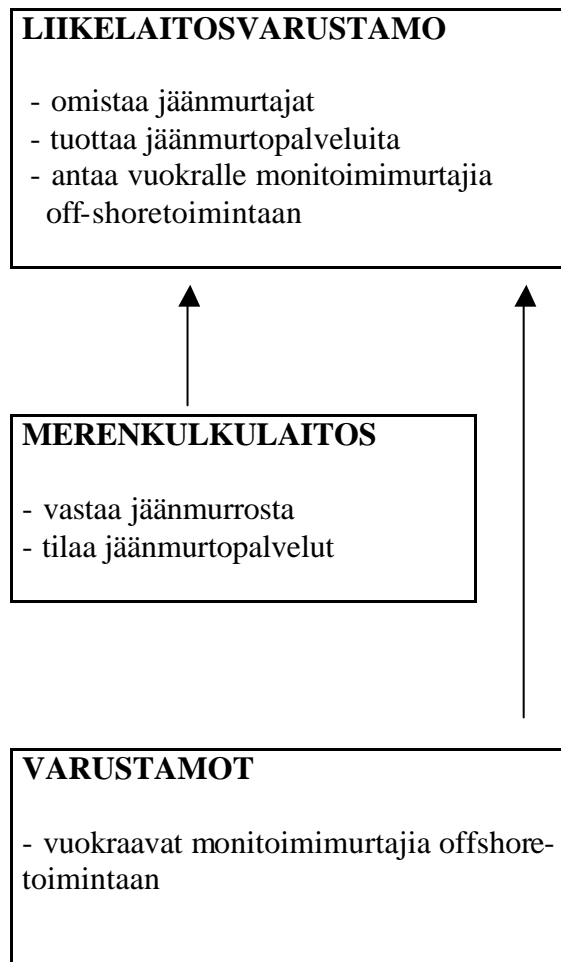 LIIKELAITOSVARUSTAMO
- omistaa jäänmurtajat
- tuottaa jäänmurtopalveluita
- antaa vuokralle monitoimimurtajia
off-shoretoimintaan
MERENKULKULAITOS
- vastaa jäänmurrosta
- tilaa jäänmurtopalvelut
VARUSTAMOT
- vuokraavat monitoimimurtajia offshore-
toimintaan